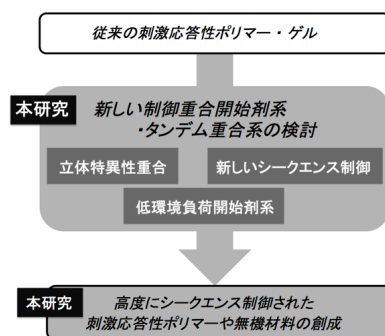 従来の刺激応答性ポリマー・ゲル
本研究
新しい制御重合開始剤系
・タンデム重合系の検討
立体特異性重合
新しいシークエンス制御
低環境負荷開始剤系
本研究
高度にシークエンス制御された
刺激応答性ポリマーや無機材料の創成